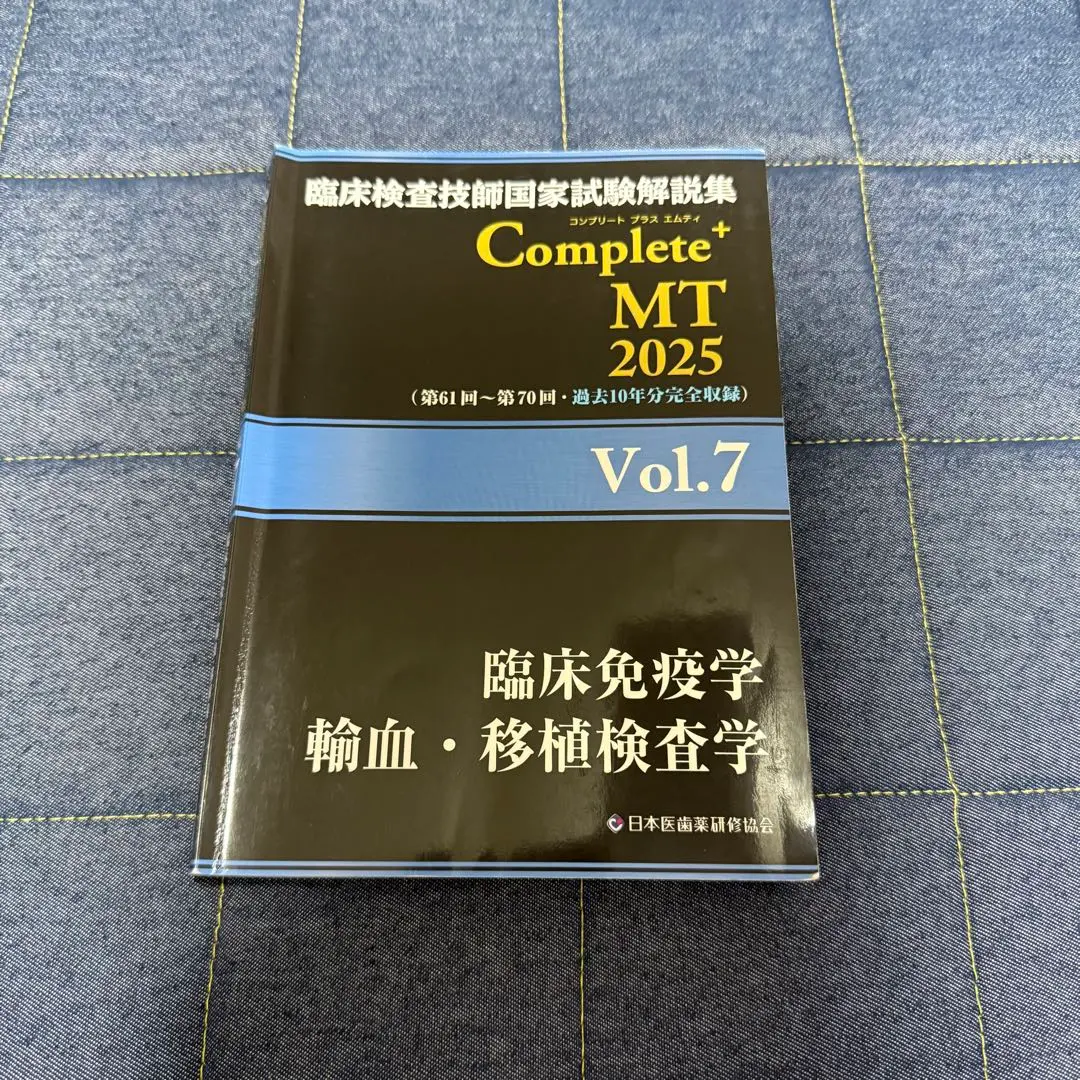 臨床検査技師国家試験解説集
コンプリート プラス エムティ
Complete+
MT
2025
(第61回~第70回・過去10年分完全収録)
Vol.7
臨床免疫学
輸血・移植検査学
日本医歯薬研修協会